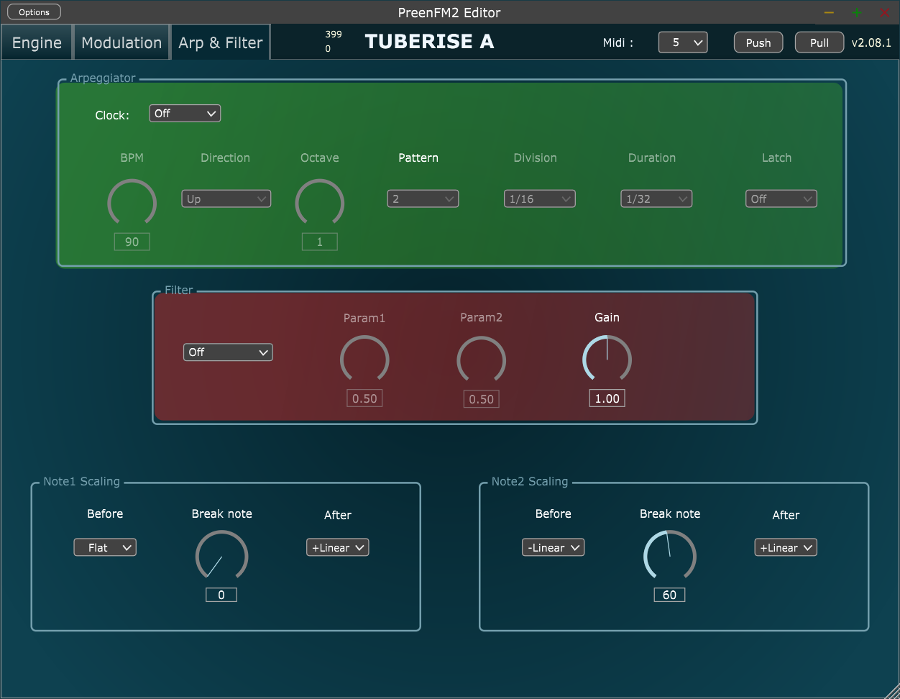 Options PreenFM2 Editor
Engine Modulation Arp & Filter 399 TUBERISE A Midi : 5 Push Pull v2.08.1
0
Arpeggiator
Clock: Off
BPM Direction Octave Pattern Division Duration Latch
Up 2 1/16 1/32 Off
90 1
Filter
Param1 Param2 Gain
Off
0.50 0.50 1.00
Note1 Scaling Note2 Scaling
Before Break note After Before Break note After
Flat +Linear -Linear +Linear
0 60